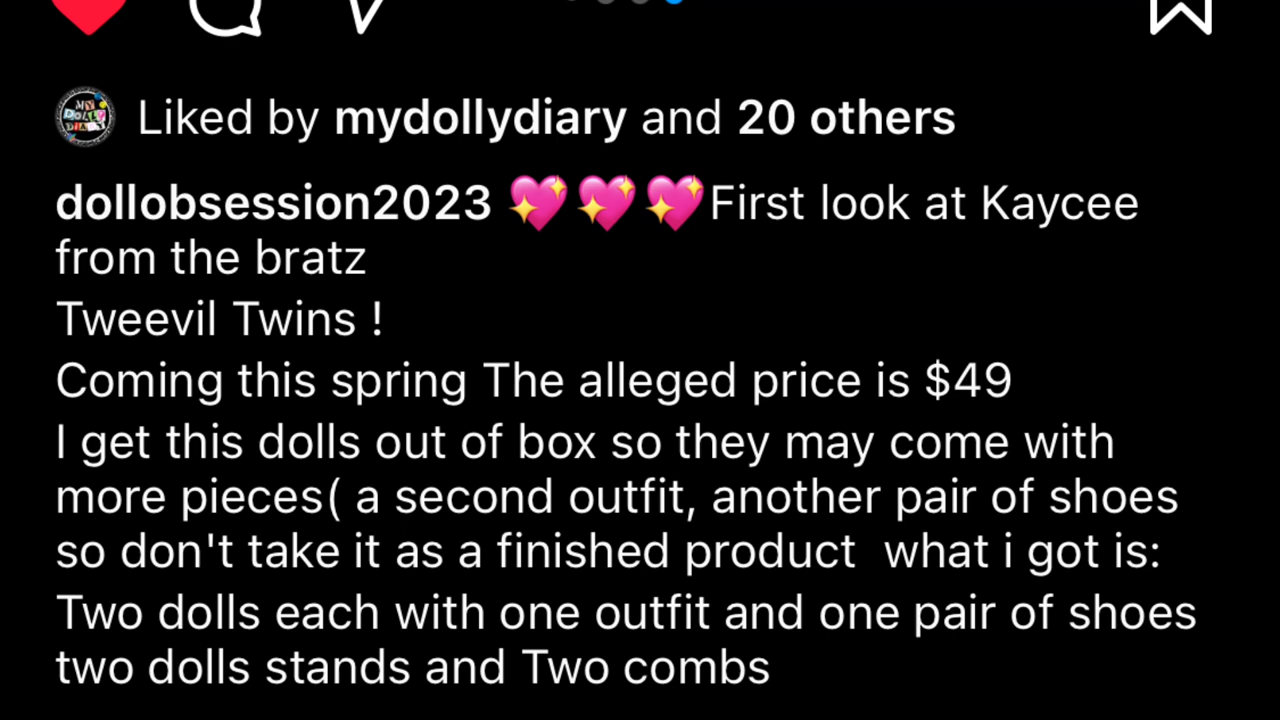 MY
DOLLY
DIARY
Liked by mydollydiary and 20 others
dollobsession2023 💖💖💖First look at Kaycee
from the bratz
Tweevil Twins !
Coming this spring The alleged price is $49
I get this dolls out of box so they may come with
more pieces( a second outfit, another pair of shoes
so don't take it as a finished product  what i got is:
Two dolls each with one outfit and one pair of shoes
two dolls stands and Two combs